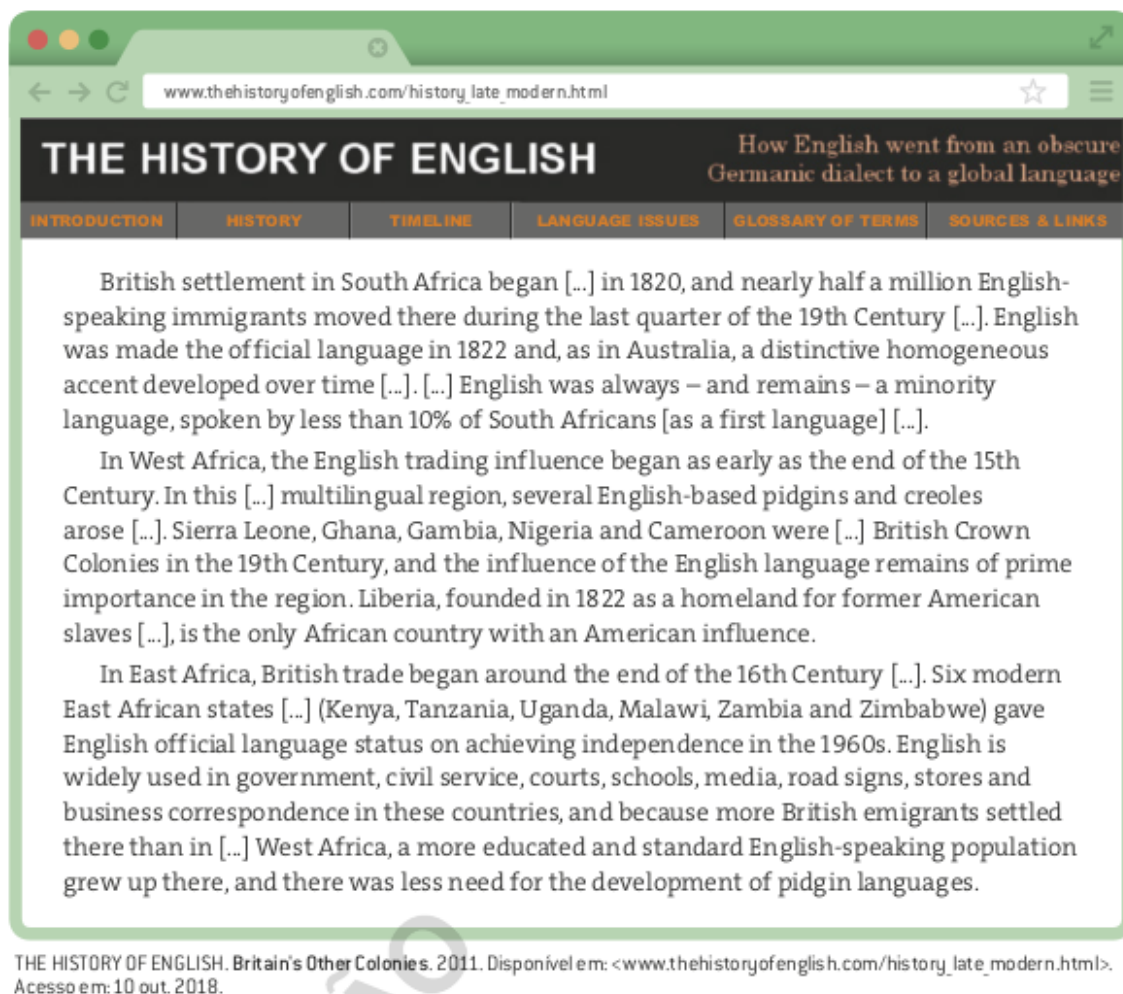 www.thehistoryofenglish.com/history_late_modern.html
THE HISTORY OF ENGLISH
How English went from an obscure
Germanic dialect to a global language
INTRODUCTION HISTORY TIMELINE LANGUAGE ISSUES GLOSSARY OF TERMS SOURCES & LINKS
British settlement in South Africa began [...] in 1820, and nearly half a million English-
speaking immigrants moved there during the last quarter of the 19th Century [...]. English
was made the official language in 1822 and, as in Australia, a distinctive homogeneous
accent developed over time [...]. [...] English was always – and remains – a minority
language, spoken by less than 10% of South Africans [as a first language] [...].
In West Africa, the English trading influence began as early as the end of the 15th
Century. In this [...] multilingual region, several English-based pidgins and creoles
arose [...]. Sierra Leone, Ghana, Gambia, Nigeria and Cameroon were [...] British Crown
Colonies in the 19th Century, and the influence of the English language remains of prime
importance in the region. Liberia, founded in 1822 as a homeland for former American
slaves [...], is the only African country with an American influence.
In East Africa, British trade began around the end of the 16th Century [...]. Six modern
East African states [...] (Kenya, Tanzania, Uganda, Malawi, Zambia and Zimbabwe) gave
English official language status on achieving independence in the 1960s. English is
widely used in government, civil service, courts, schools, media, road signs, stores and
business correspondence in these countries, and because more British emigrants settled
there than in [...] West Africa, a more educated and standard English-speaking population
grew up there, and there was less need for the development of pidgin languages.
THE HISTORY OF ENGLISH. Britain's Other Colonies. 2011. Disponível em: <www.thehistoryofenglish.com/history_late_modern.html>.
Acesso em: 10 out. 2018.